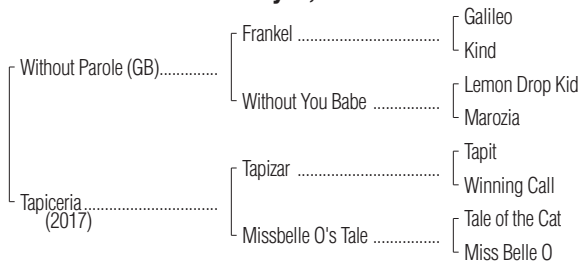 Galileo
Frankel
Kind
Without Parole (GB)
Lemon Drop Kid
Without You Babe
Marozia
Tapit
Tapizar
Winning Call
Tapiceria
(2017)
Tale of the Cat
Missbelle O's Tale
Miss Belle O